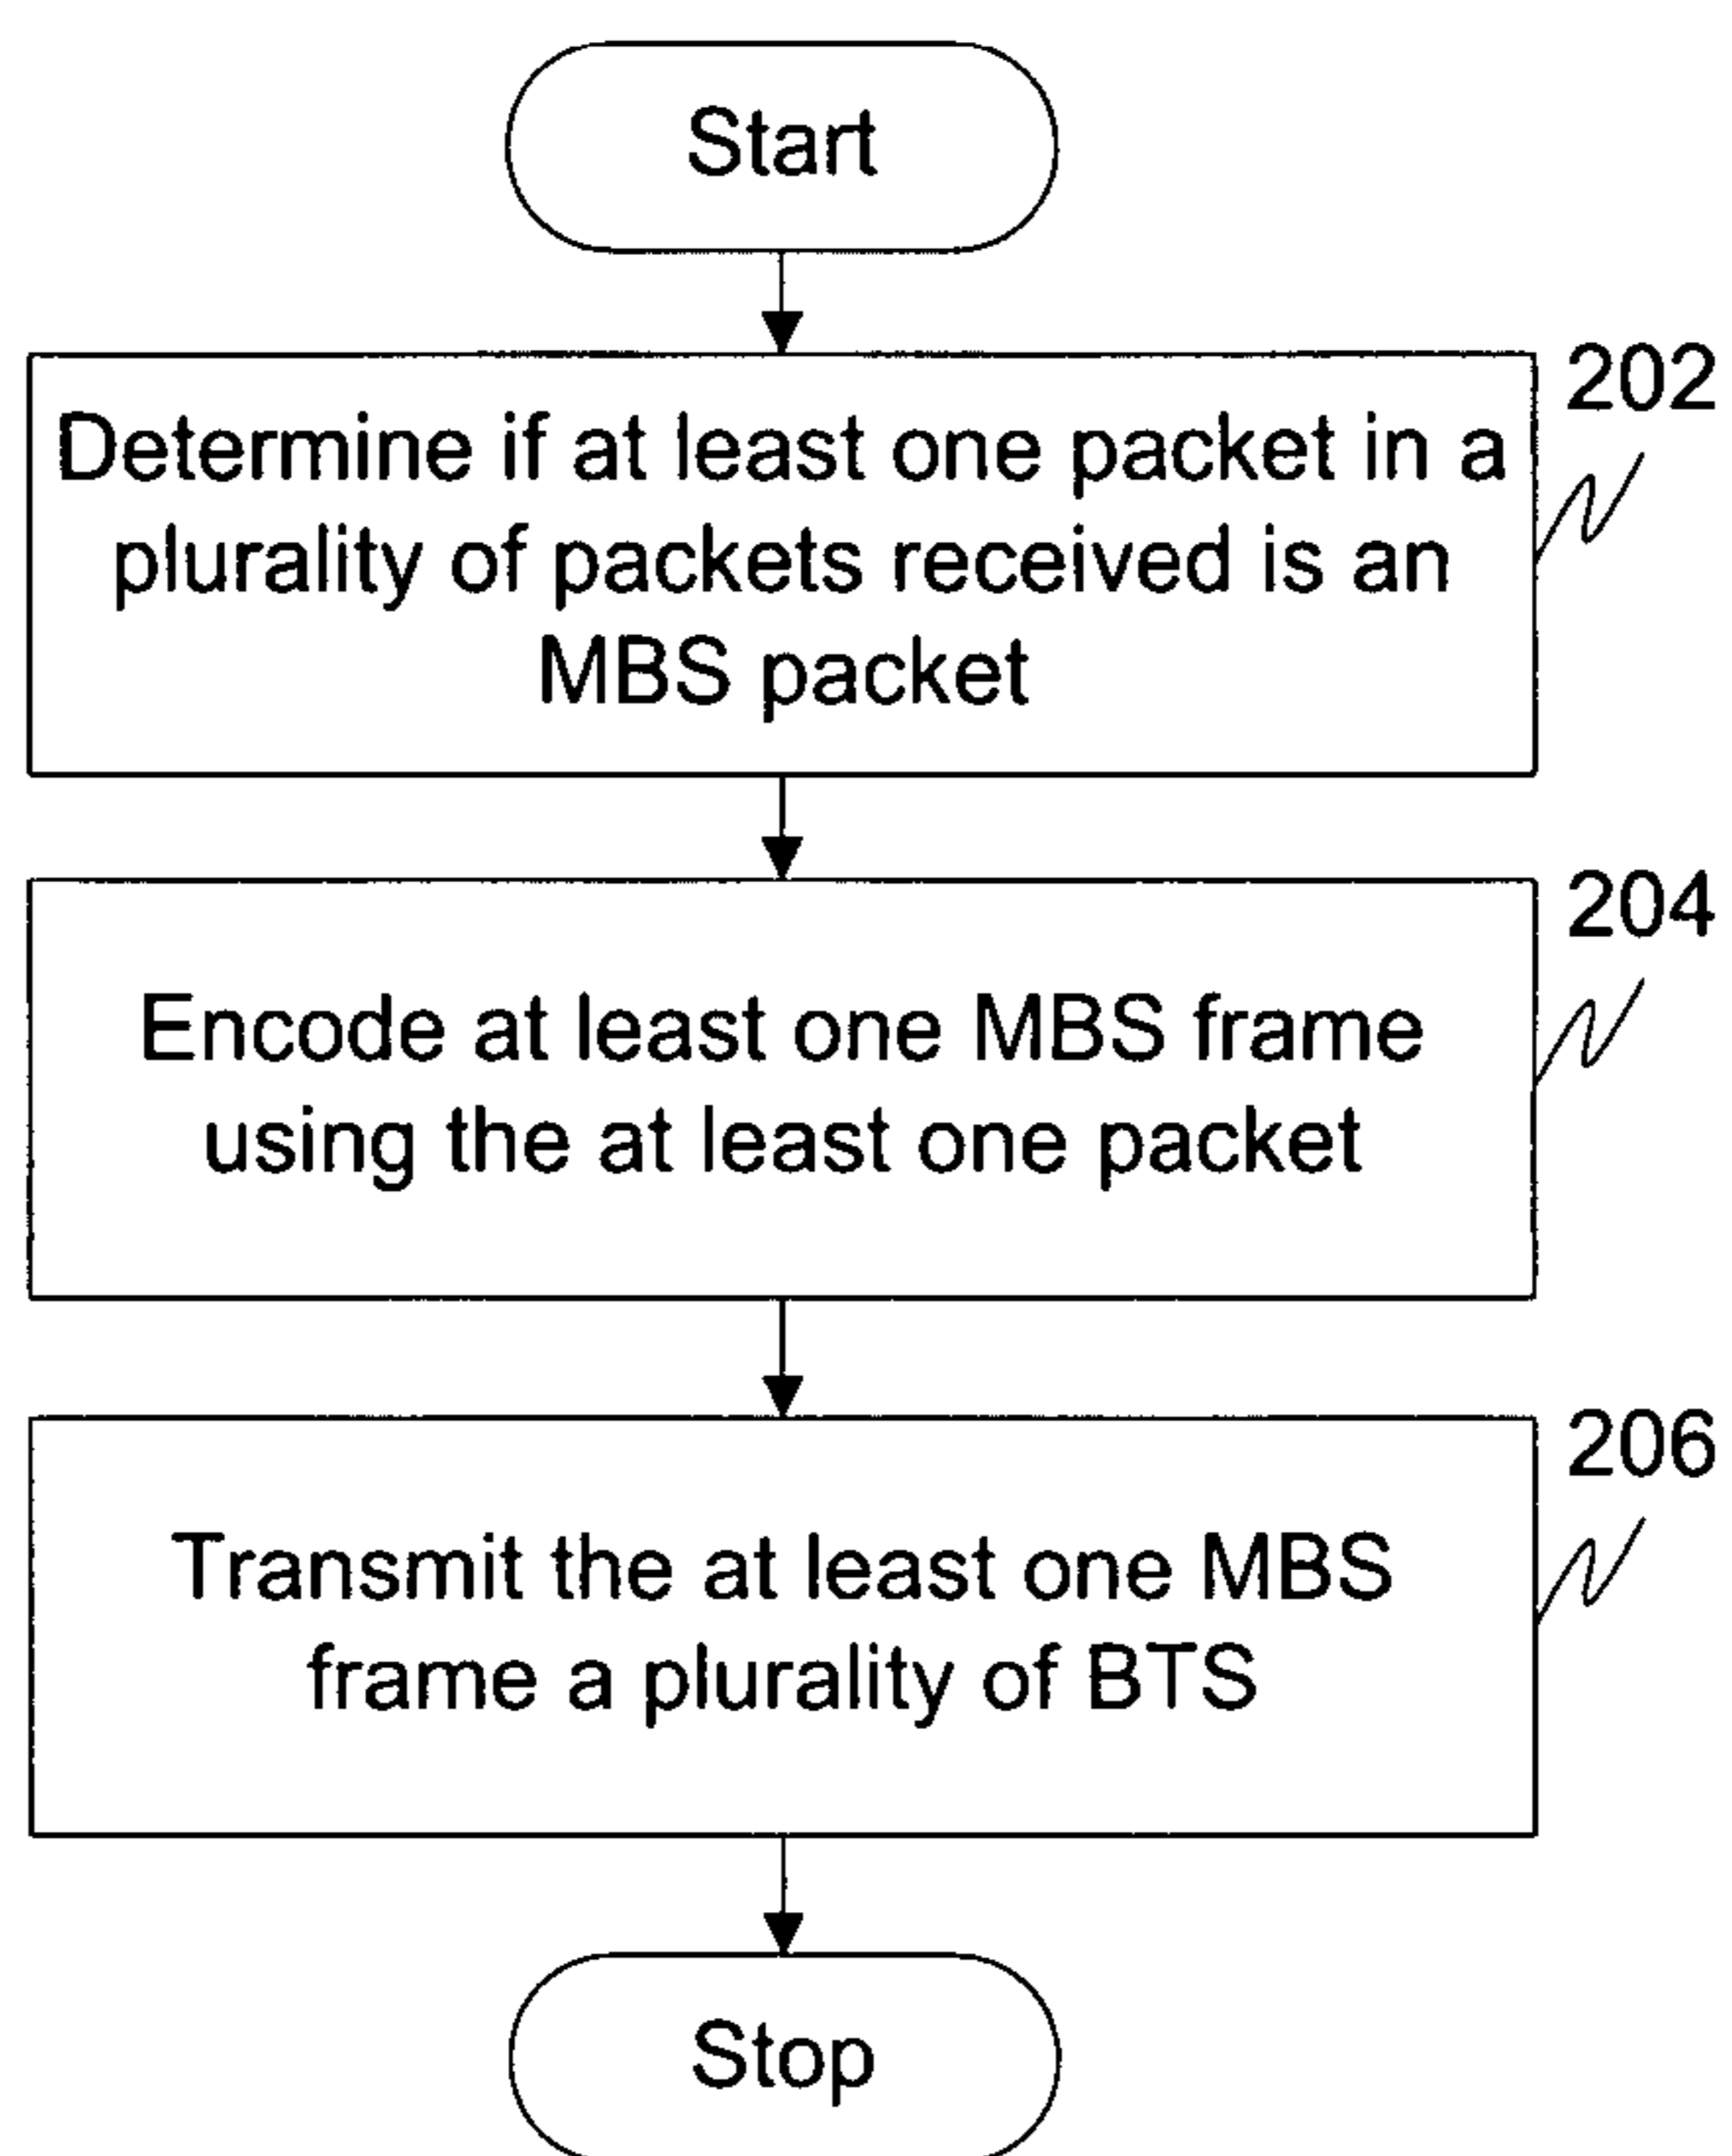 Start
202
Determine if at least one packet in a
plurality of packets received is an
MBS packet
204
Encode at least one MBS frame
using the at least one packet
206
Transmit the at least one MBS
frame a plurality of BTS
Stop